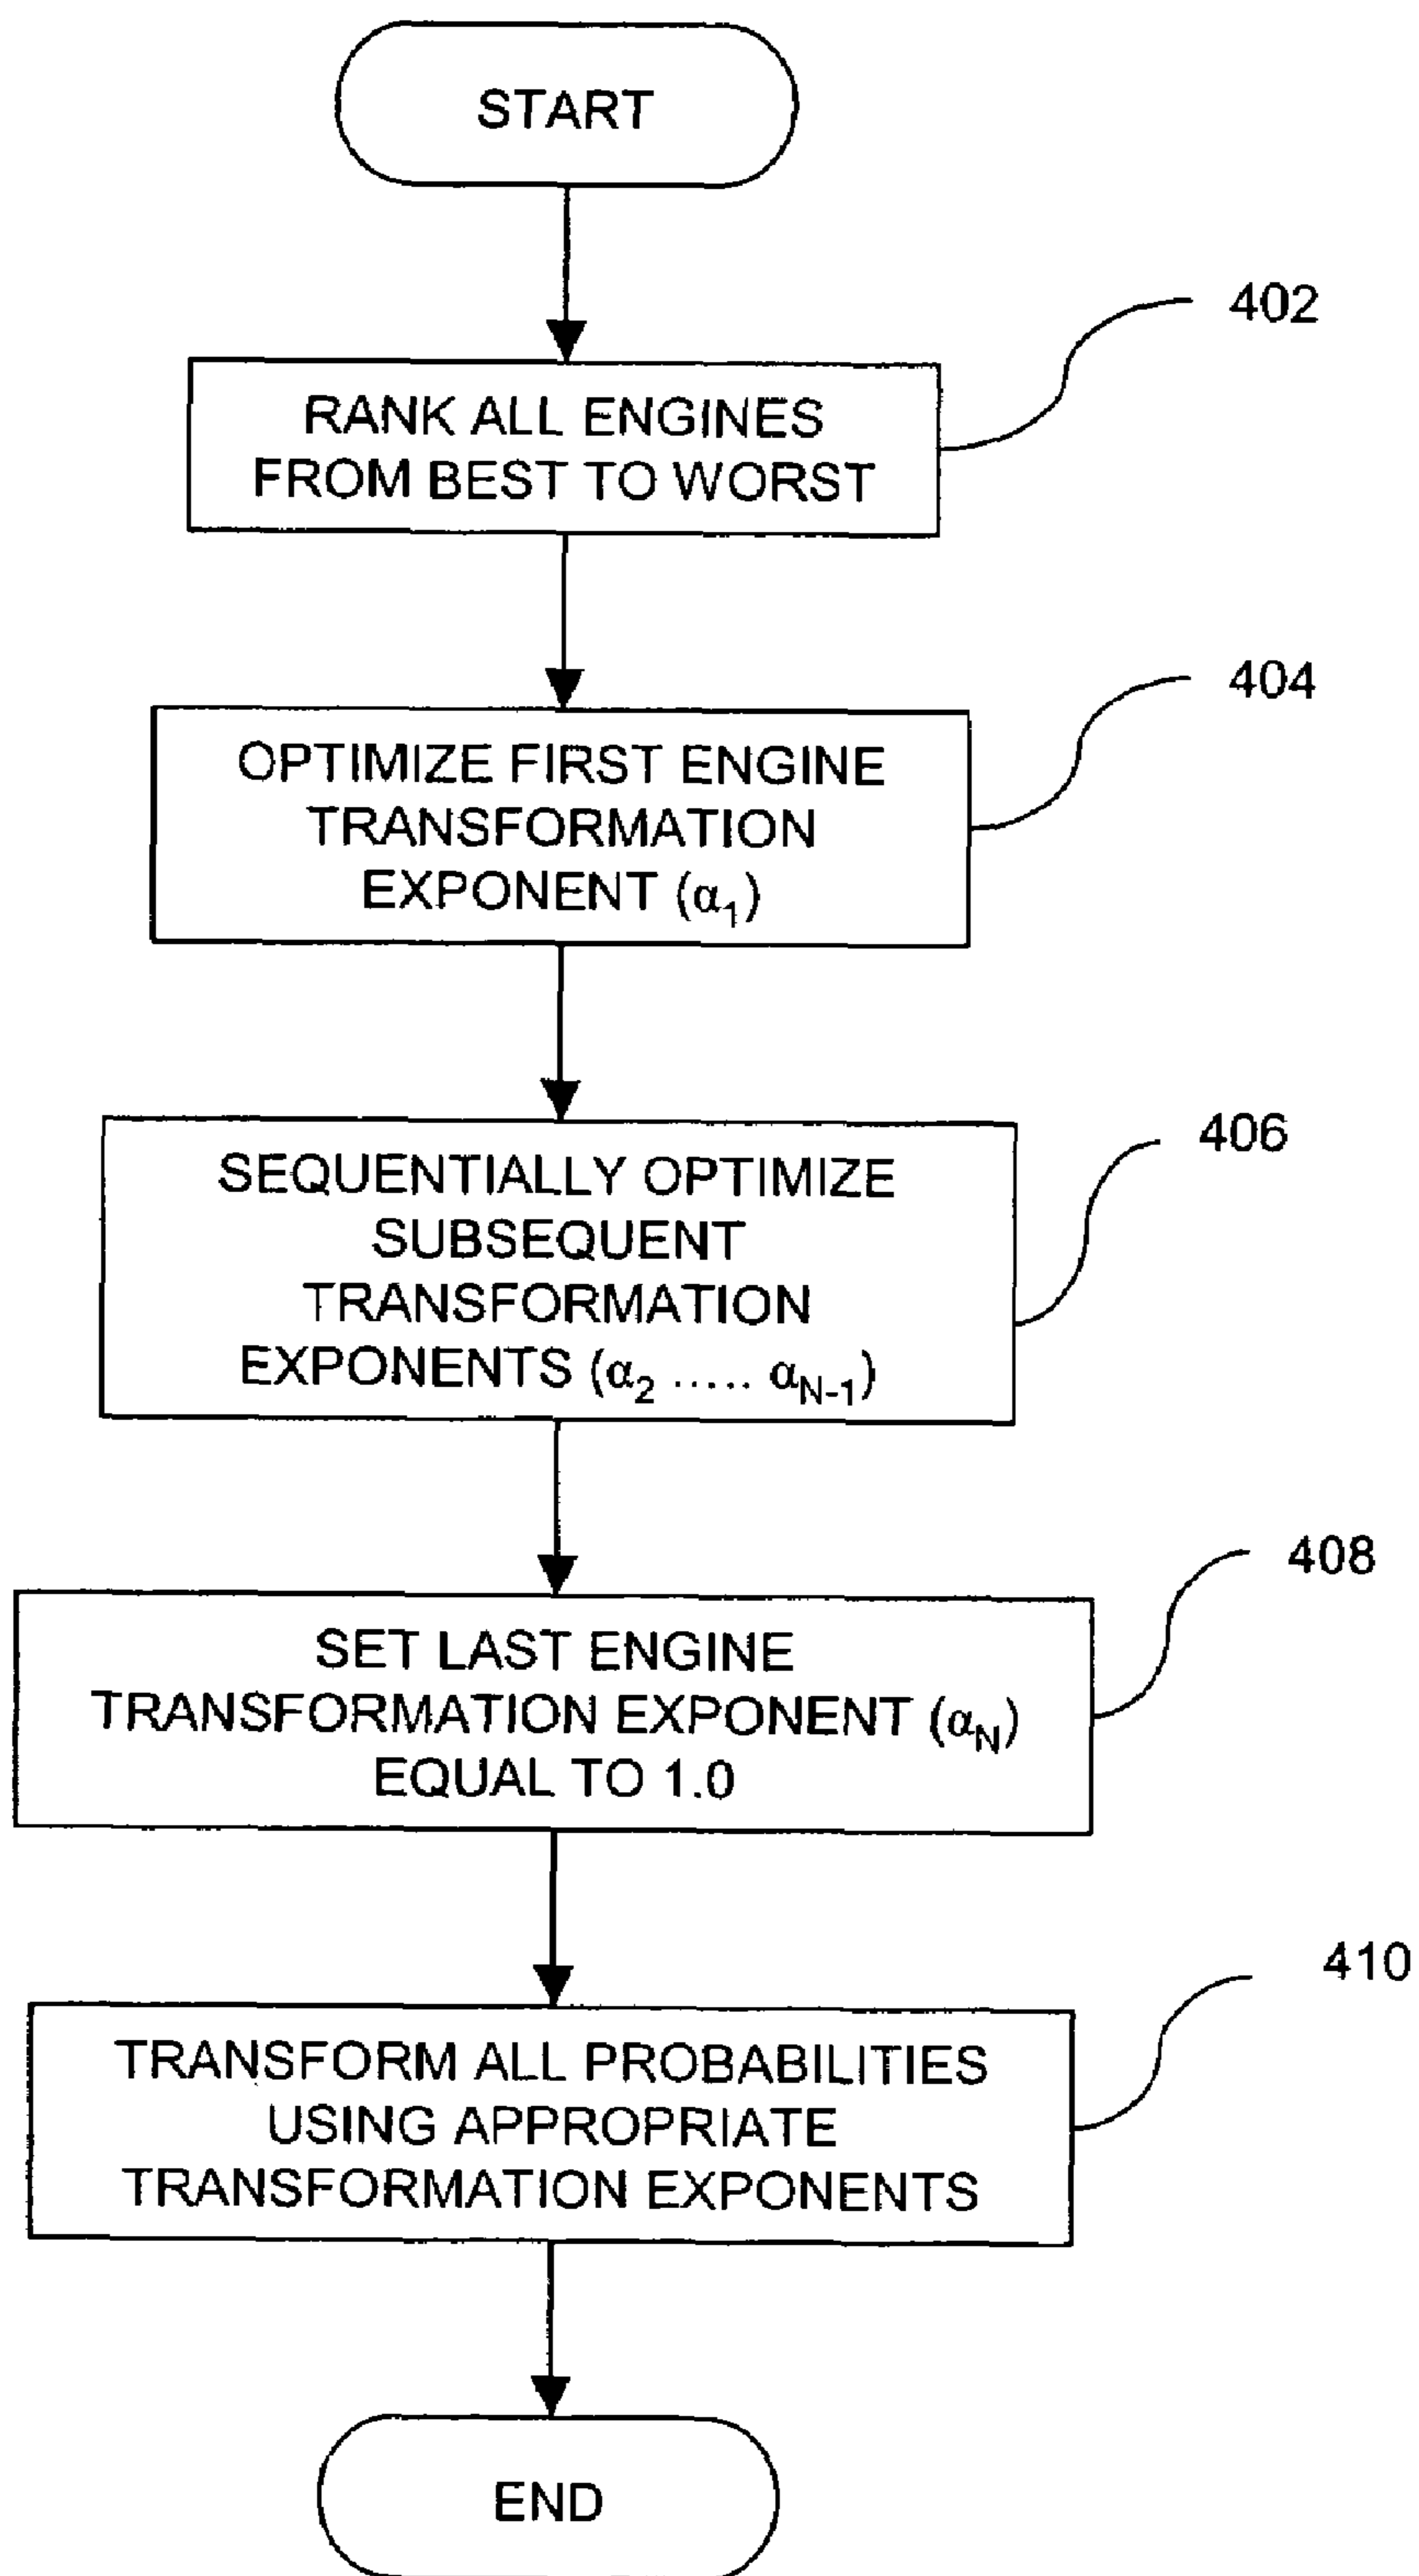 START
402
RANK ALL ENGINES
FROM BEST TO WORST
404
OPTIMIZE FIRST ENGINE
TRANSFORMATION
EXPONENT (α₁)
406
SEQUENTIALLY OPTIMIZE
SUBSEQUENT
TRANSFORMATION
EXPONENTS (α₂ ..... α_N-1)
408
SET LAST ENGINE
TRANSFORMATION EXPONENT (α_N)
EQUAL TO 1.0
410
TRANSFORM ALL PROBABILITIES
USING APPROPRIATE
TRANSFORMATION EXPONENTS
END